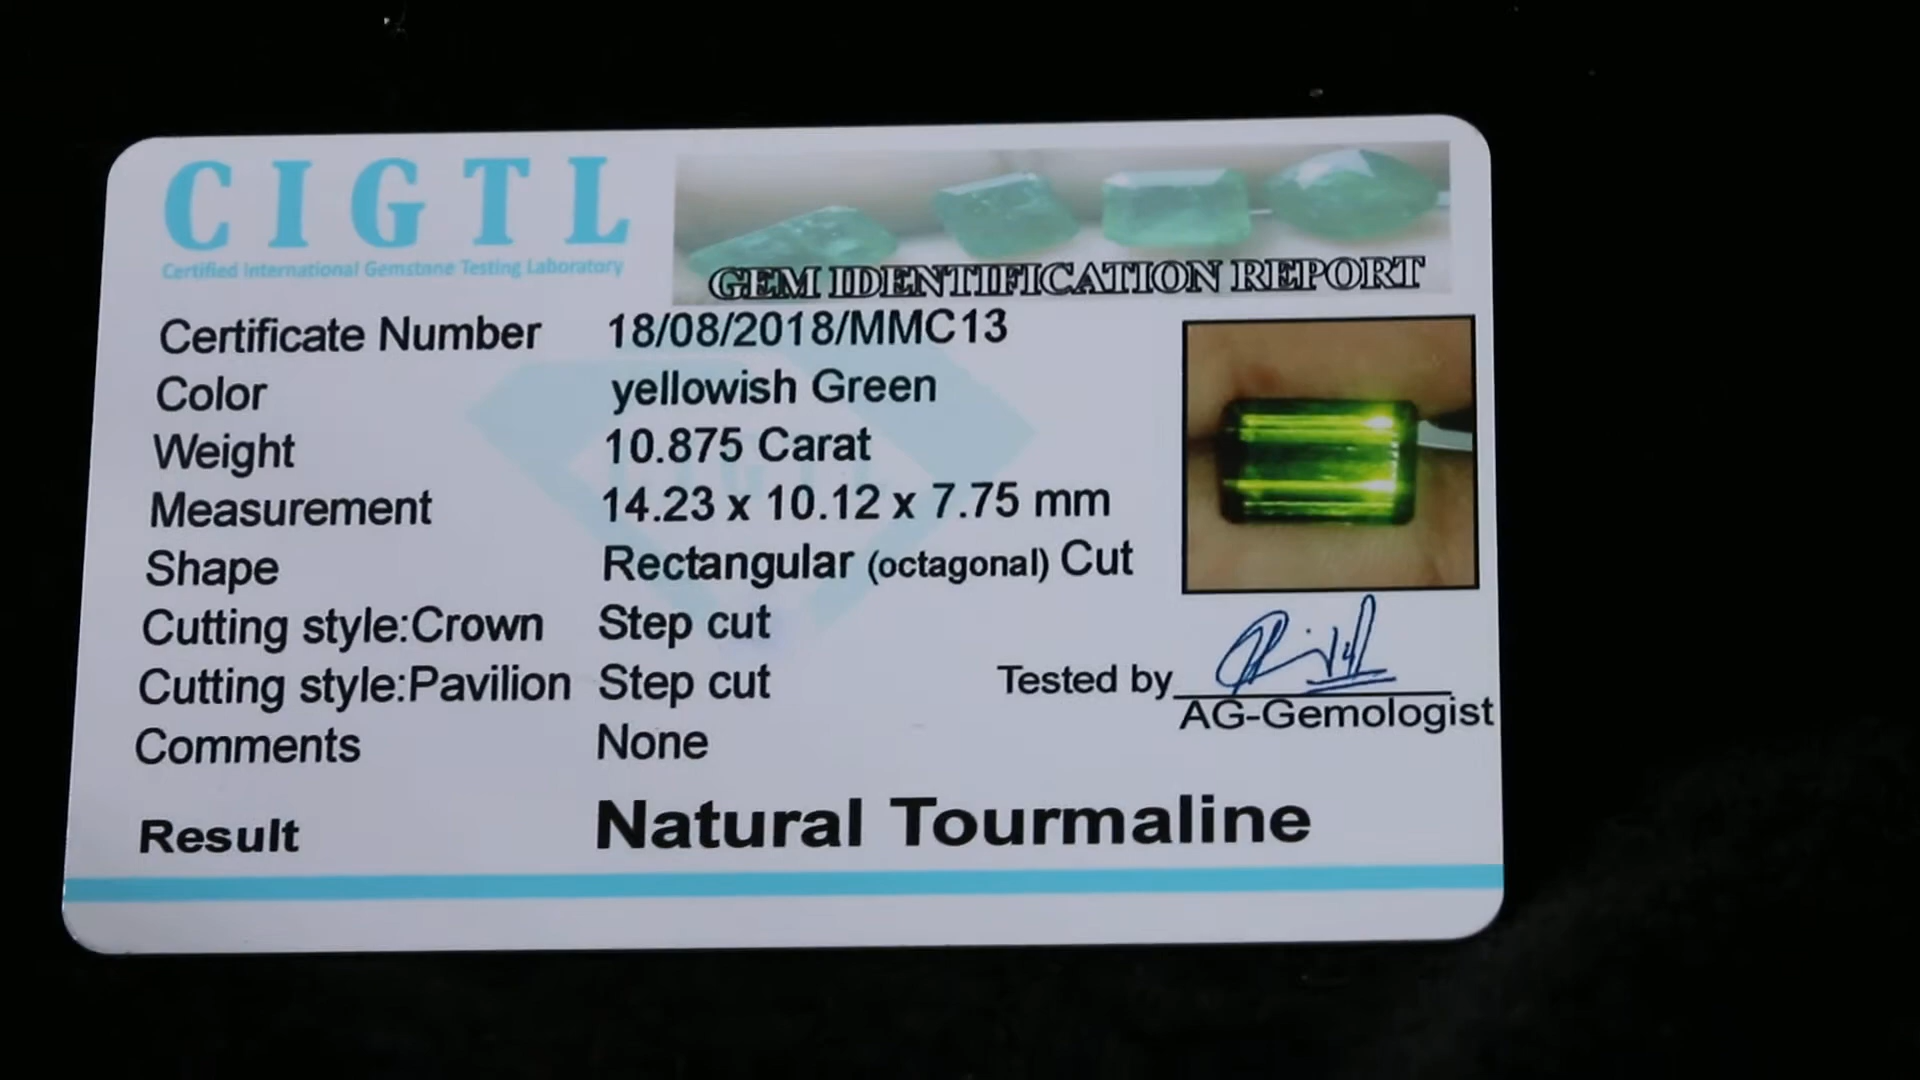 CIGTL
Certified International Gemstone Testing Laboratory
GEM IDENTIFICATION REPORT
Certificate Number 18/08/2018/MMC13
Color yellowish Green
Weight 10.875 Carat
Measurement 14.23 x 10.12 x 7.75 mm
Shape Rectangular (octagonal) Cut
Cutting style:Crown Step cut
Cutting style:Pavilion Step cut
Tested by
AG-Gemologist
Comments None
Result Natural Tourmaline